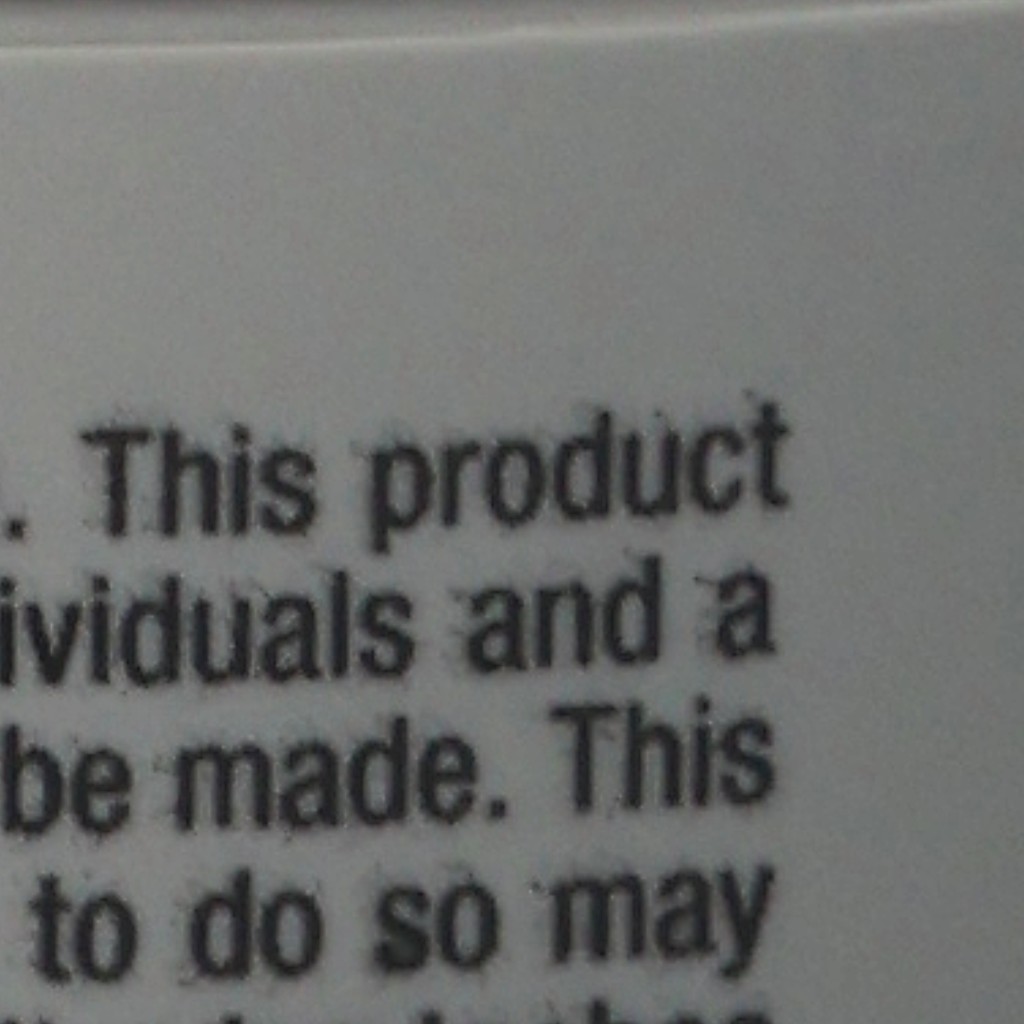 . This product
ividuals and a
be made. This
to do so may